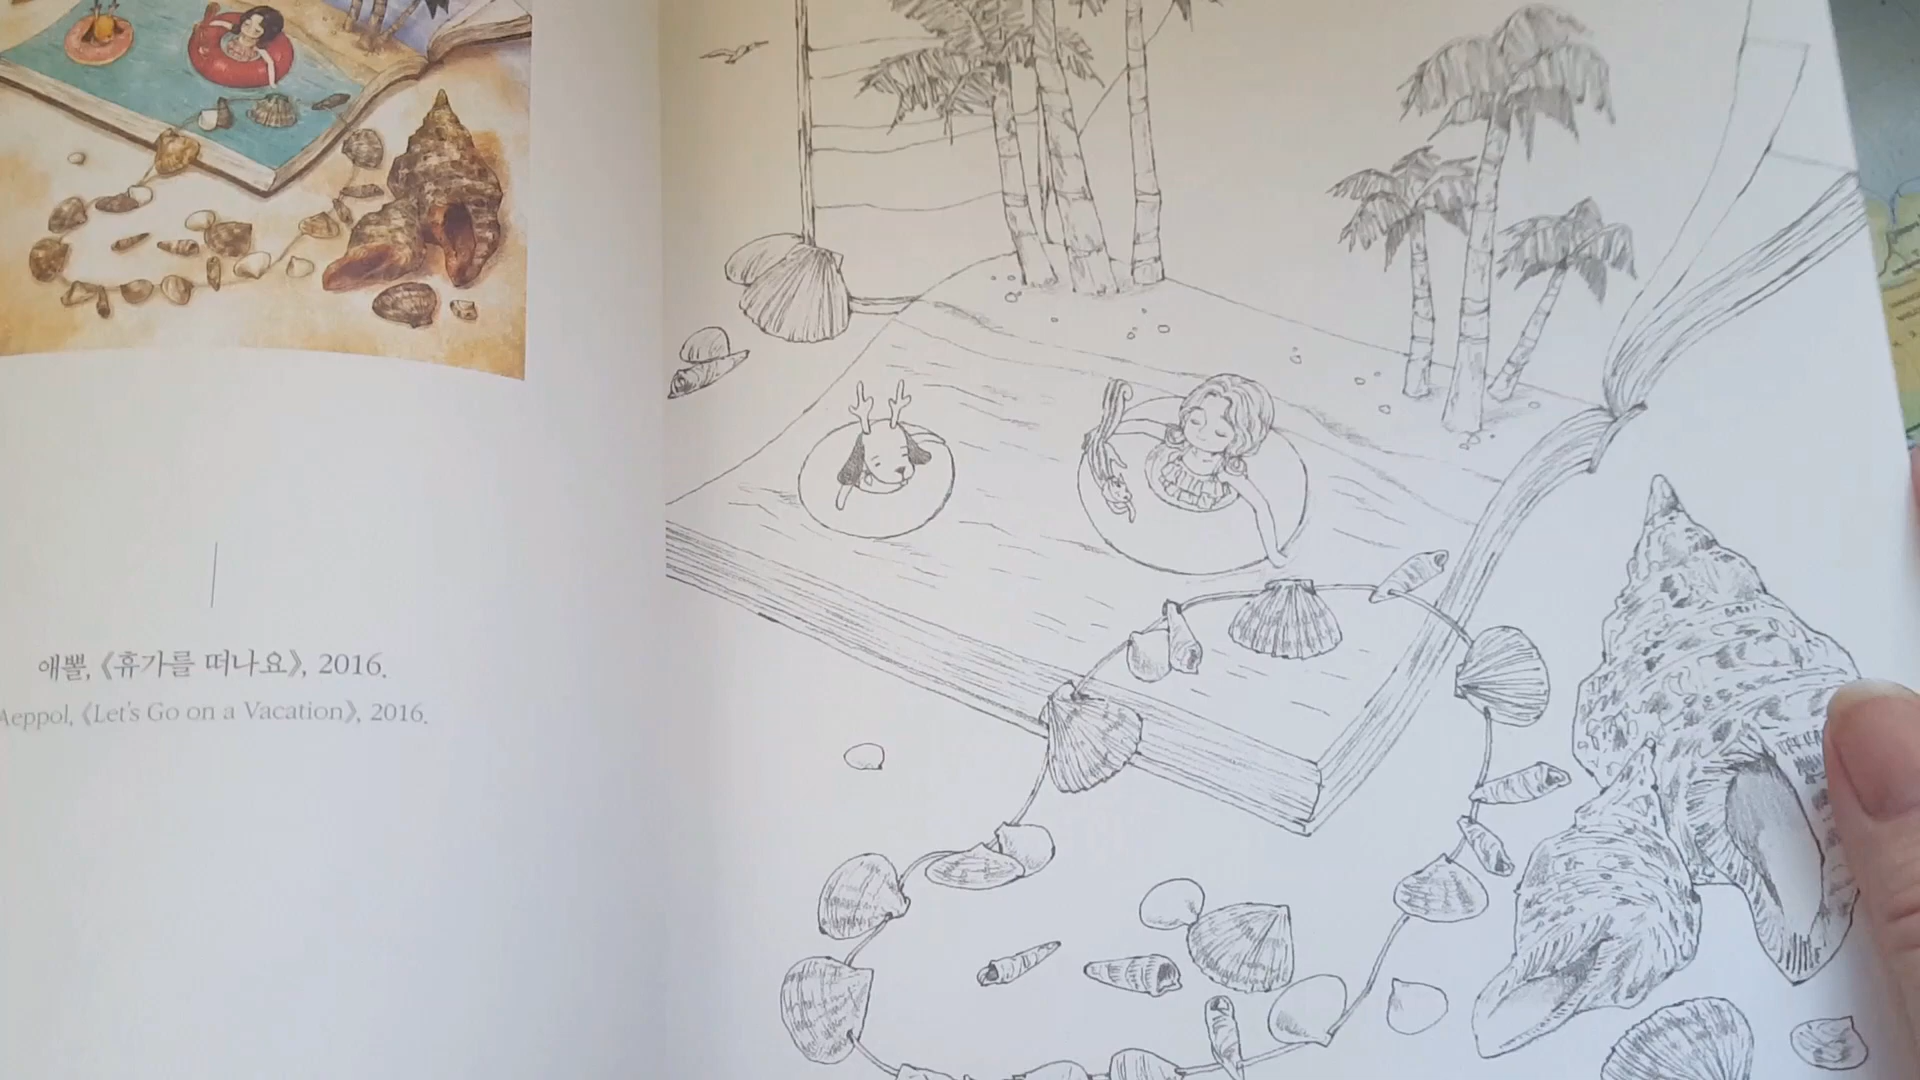 애뽈, 《휴가를 떠나요》, 2016.
Aeppol, 《Let's Go on a Vacation》, 2016.